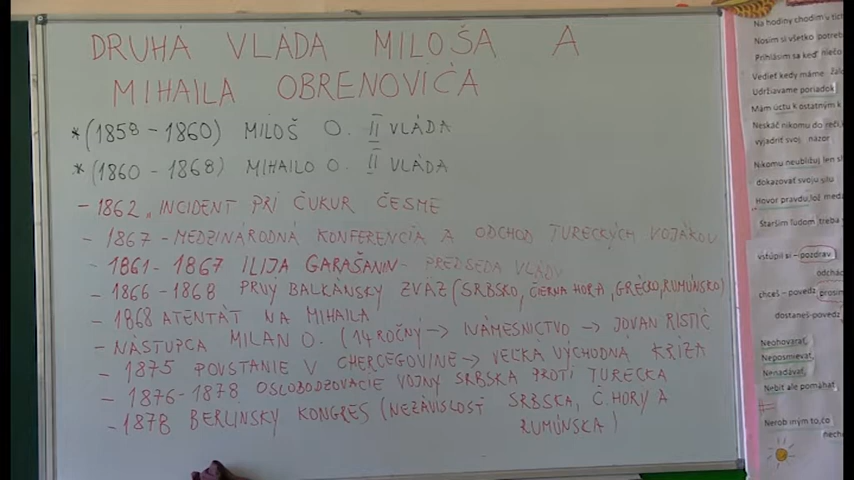 DRUHÁ VLÁDA MILOŠA A
MIHAILA OBRENOVIĆA
* (1858 - 1860) MILOŠ O. II VLÁDA
* (1860 - 1868) MIHAILO O. II VLÁDA
- 1862 „INCIDENT PRI ČUKUR ČESME
- 1867 - MEDZINÁRODNÁ KONFERENCIA A ODCHOD TURECKÝCH VOJAKOV
1861 - 1867 ILIJA GARAŠANIN - PREDSEDA VLÁDY
- 1866 - 1868 PRVÝ BALKÁNSKY ZVÄZ (SRBSKO, ČIERNA HORA, GRÉCKO, RUMUNSKO)
- 1868 ATENTÁT NA MIHAILA
- NÁSTUPCA MILAN O. (14 ROČNÝ → NÁMESNICTVO → JOVAN RISTIĆ
- 1875 POVSTANIE V CHERCEGOVINE → VEĽKÁ VÝCHODNÁ KRÍZA
- 1876 - 1878 OSLOBODZOVACIE VOJNY SRBSKA PROTI TURECKA
- 1878 BERLÍNSKY KONGRES (NEZÁVISLOSŤ SRBSKA, Č. HORY A
RUMUNSKA)
Na hodiny chodím v
Nosím si všetko
Prihlásim sa keď niečo
Vedieť kedy máme
Udržiavame poriadok
Mám úctu k ostatným
Neskáč nikomu do reči
vyjadriť svoj názor
Nikomu neubližuj
dokazovať svoju silu
Hovor pravdu,
Starším ľuďom treba
vstúpil si – pozdrav
chceš – povedz prosím
dostaneš-povedz
Neohovárať,
Neposmievať,
Nenadávať,
Nebiť ale pomáhať
Nerob iným to, čo